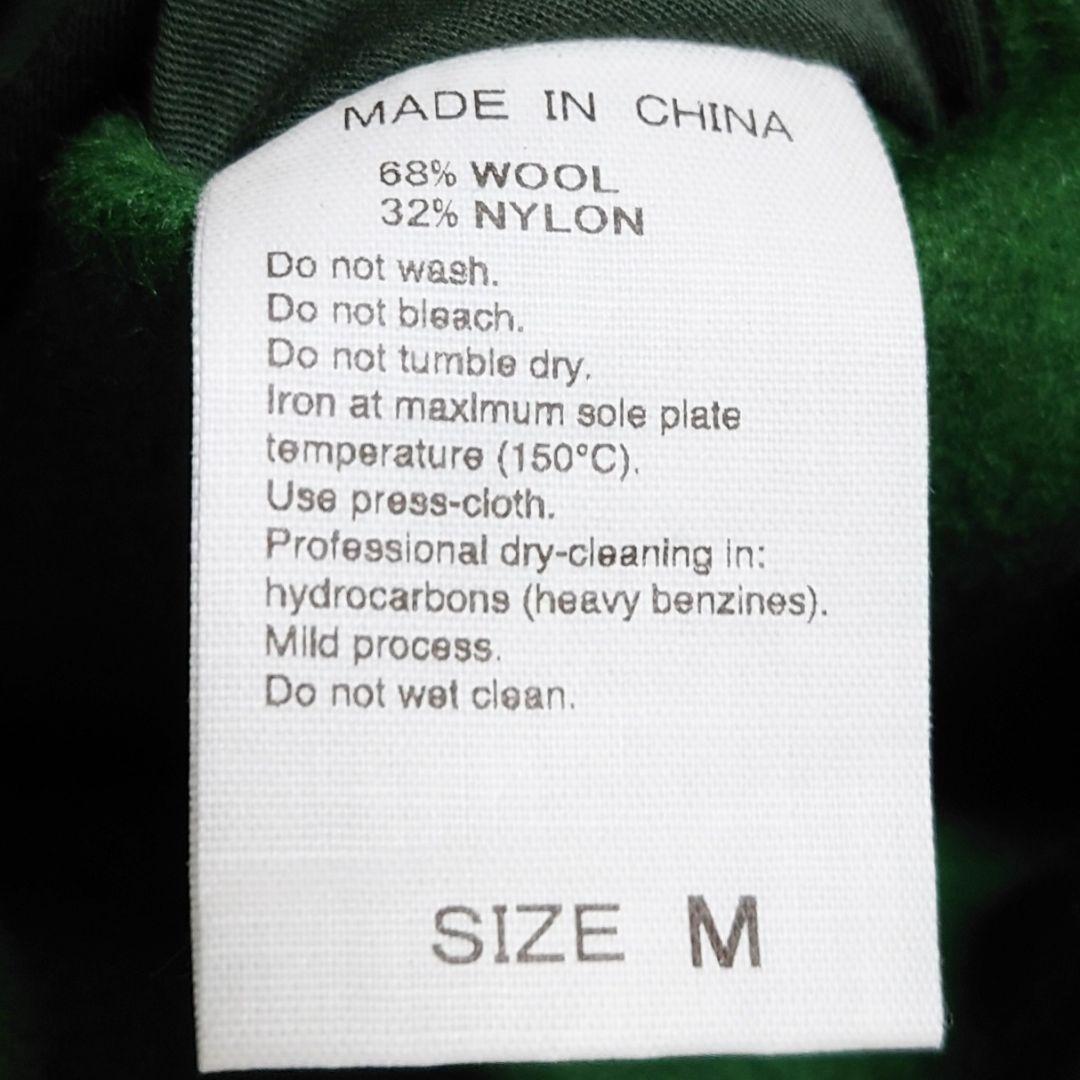 MADE IN CHINA
68% WOOL
32% NYLON
Do not wash.
Do not bleach.
Do not tumble dry.
Iron at maximum sole plate
temperature (150°C).
Use press-cloth.
Professional dry-cleaning in:
hydrocarbons (heavy benzines).
Mild process.
Do not wet clean.
SIZE M